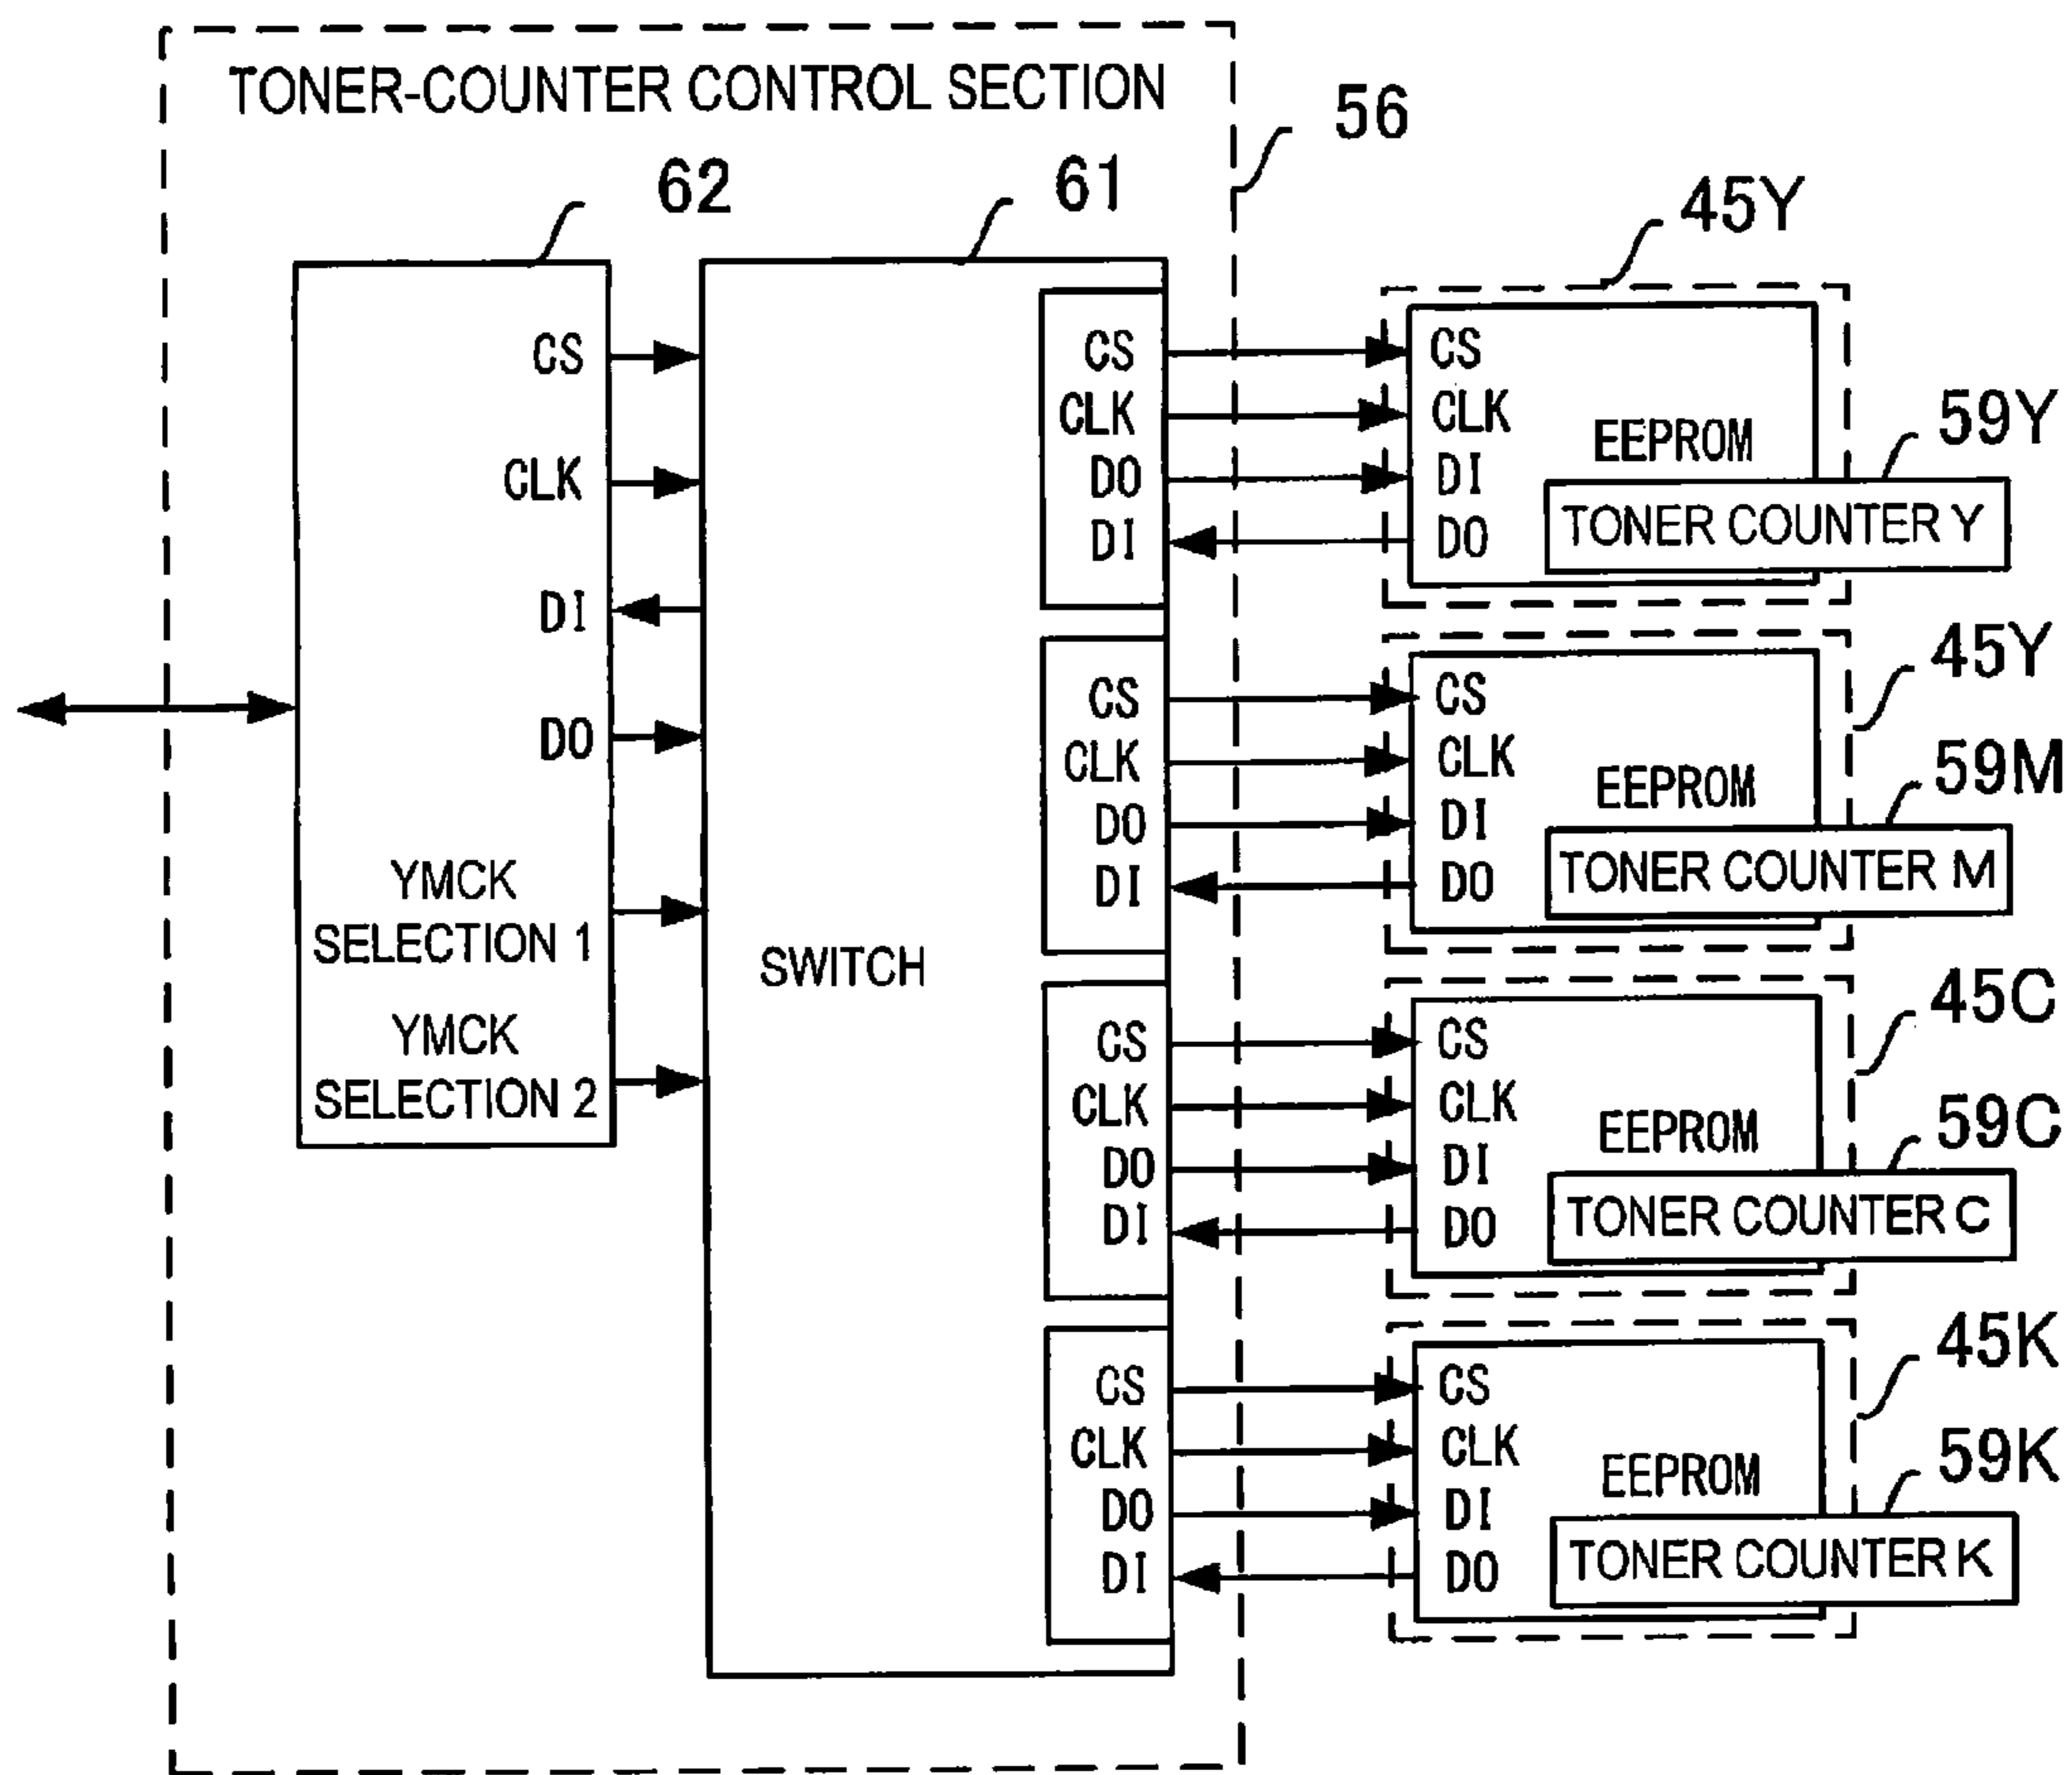 TONER-COUNTER CONTROL SECTION
56
62
61
CS
CLK
DI
DO
YMCK
SELECTION 1
YMCK
SELECTION 2
SWITCH
CS
CLK
DO
DI
CS
CLK
DO
DI
CS
CLK
DO
DI
CS
CLK
DO
DI
45Y
CS
CLK
DI
DO
EEPROM
59Y
TONER COUNTER Y
45Y
CS
CLK
DI
DO
EEPROM
59M
TONER COUNTER M
45C
CS
CLK
DI
DO
EEPROM
59C
TONER COUNTER C
45K
CS
CLK
DI
DO
EEPROM
59K
TONER COUNTER K